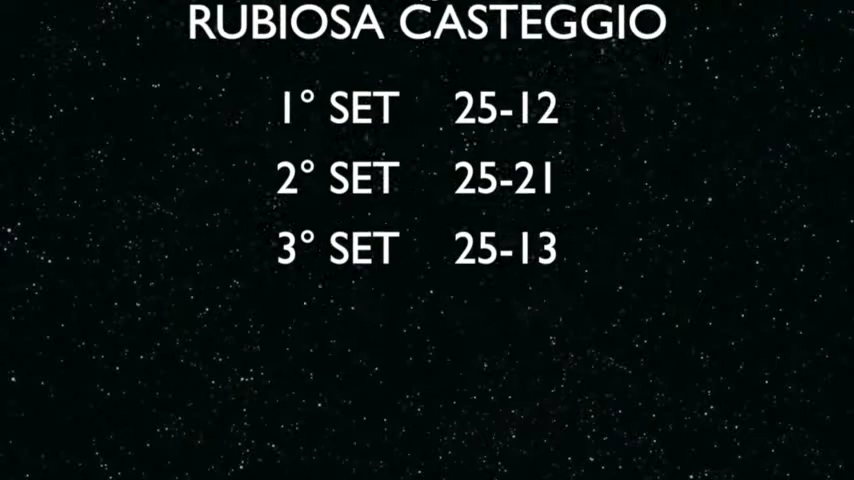 RUBIOSA CASTEGGIO
1° SET 25-12
2° SET 25-21
3° SET 25-13